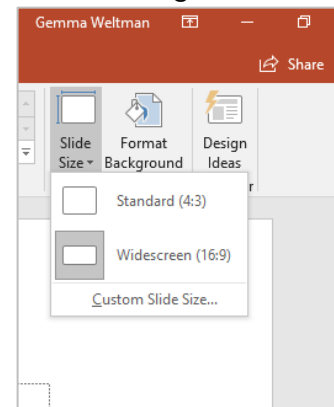 Gemma Weltman
Share
Slide Size
Format Background
Design Ideas
r
Standard (4:3)
Widescreen (16:9)
Custom Slide Size...